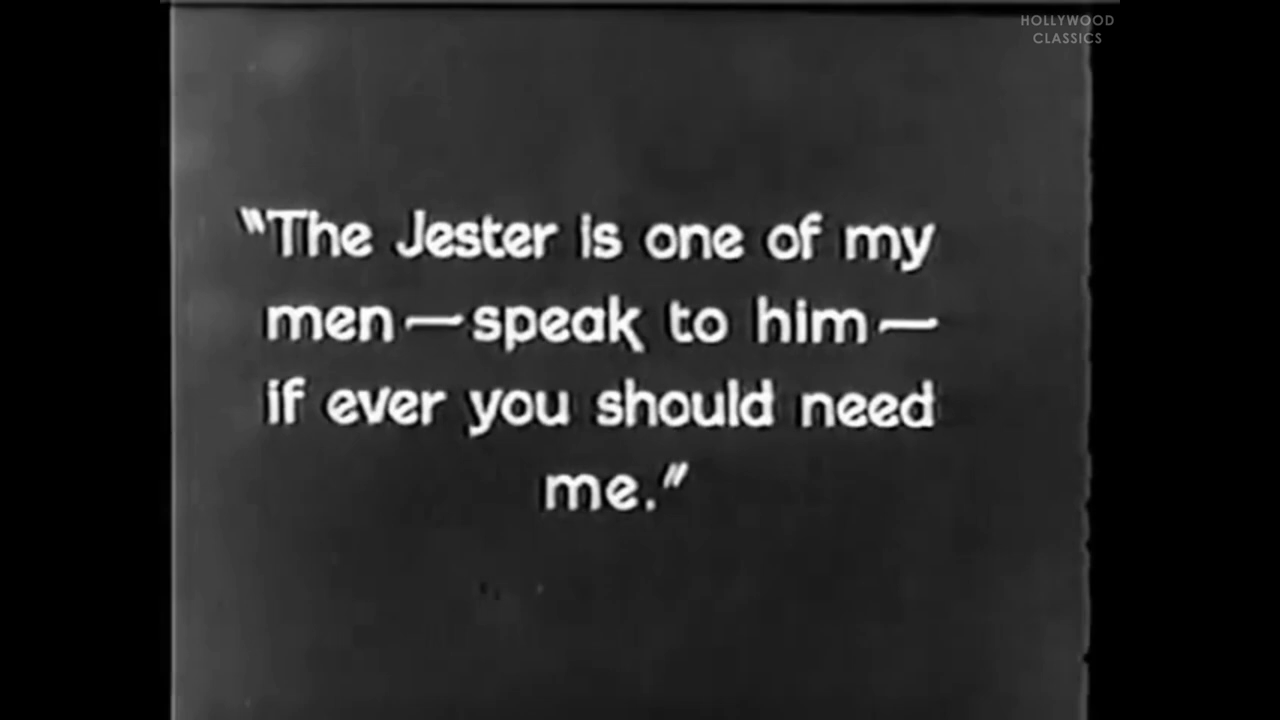 HOLLYWOOD
CLASSICS
"The Jester is one of my
men—speak to him—
if ever you should need
me."